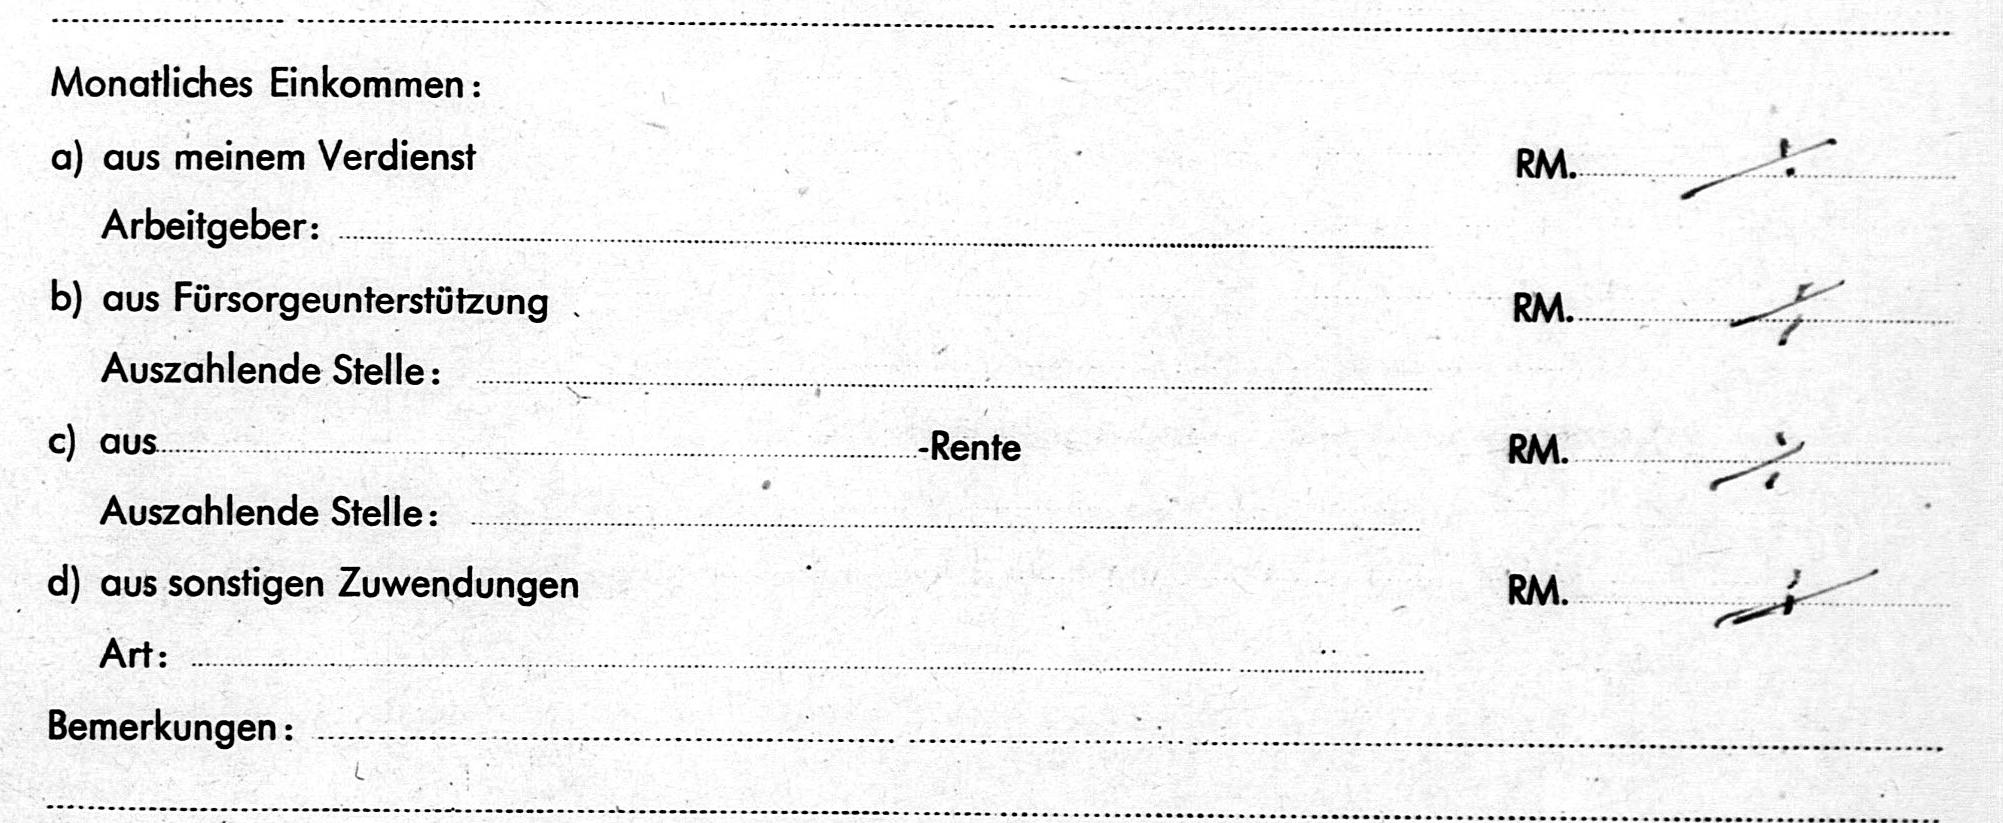 Monatliches Einkommen:
a) aus meinem Verdienst RM. ⁒
Arbeitgeber:
b) aus Fürsorgeunterstützung RM. ⁒
Auszahlende Stelle:
c) aus -Rente RM. ⁒
Auszahlende Stelle:
d) aus sonstigen Zuwendungen RM. ⁒
Art:
Bemerkungen: